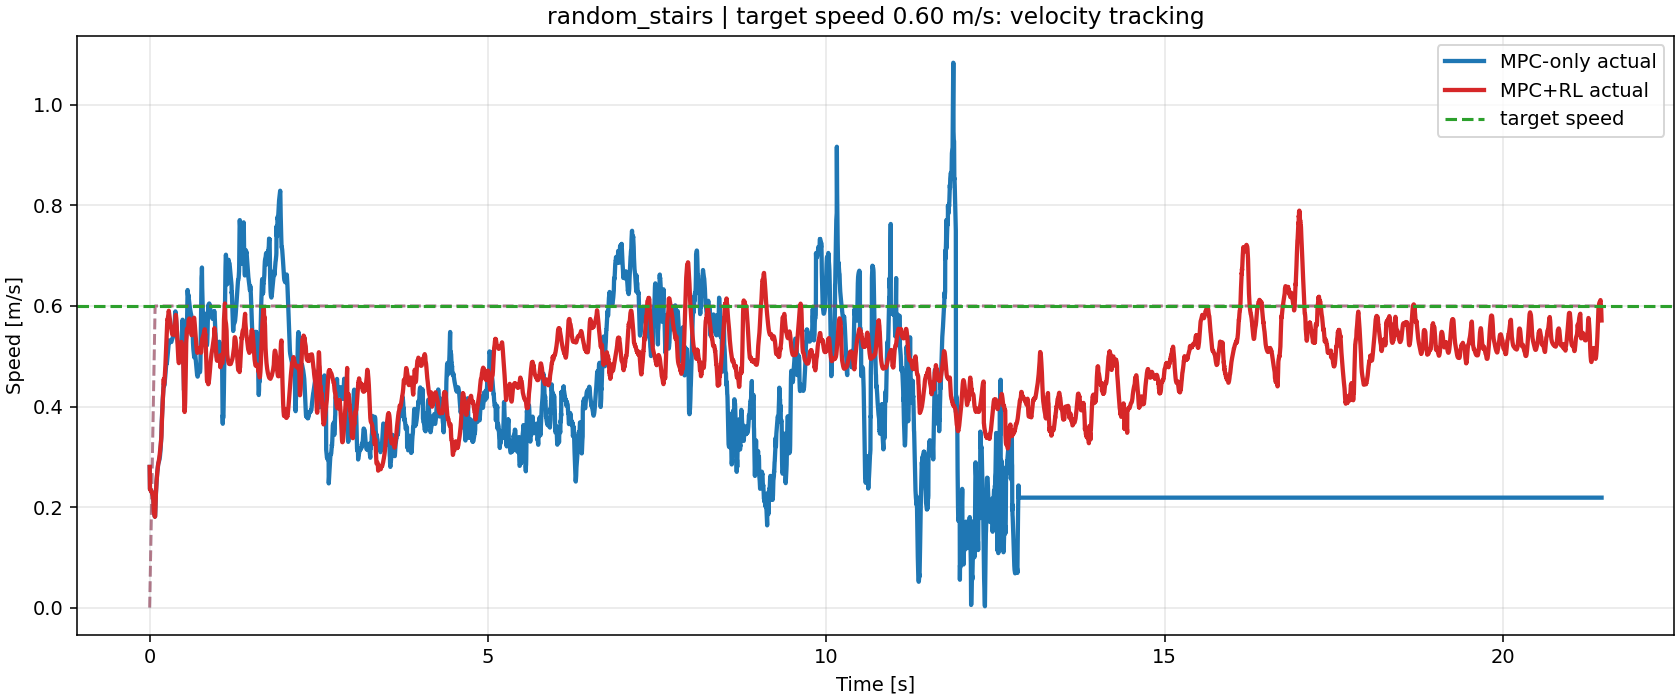 random_stairs | target speed 0.60 m/s: velocity tracking
MPC-only actual
MPC+RL actual
target speed
Speed [m/s]
1.0
0.8
0.6
0.4
0.2
0.0
0 5 10 15 20
Time [s]